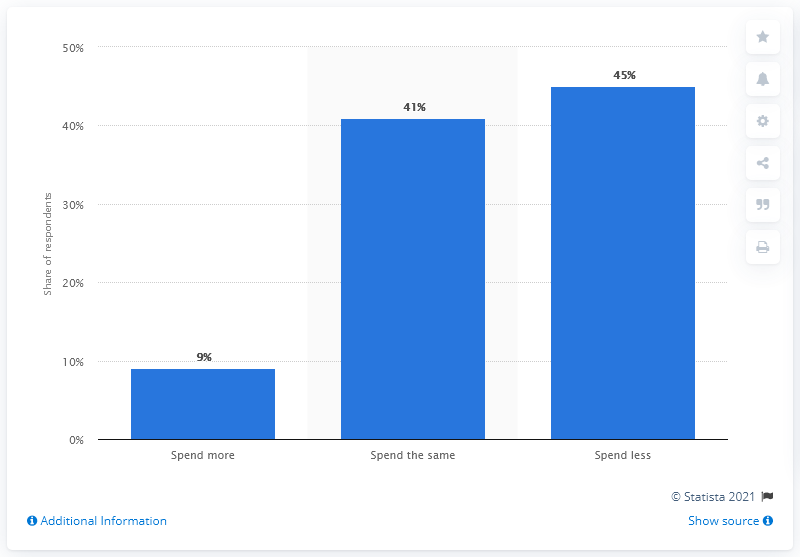 50%
45%
41%
40%
Share of respondents
30%
20%
10%
9%
0%
Spend more
Spend the same
Spend less
© Statista 2021
Additional Information
Show source